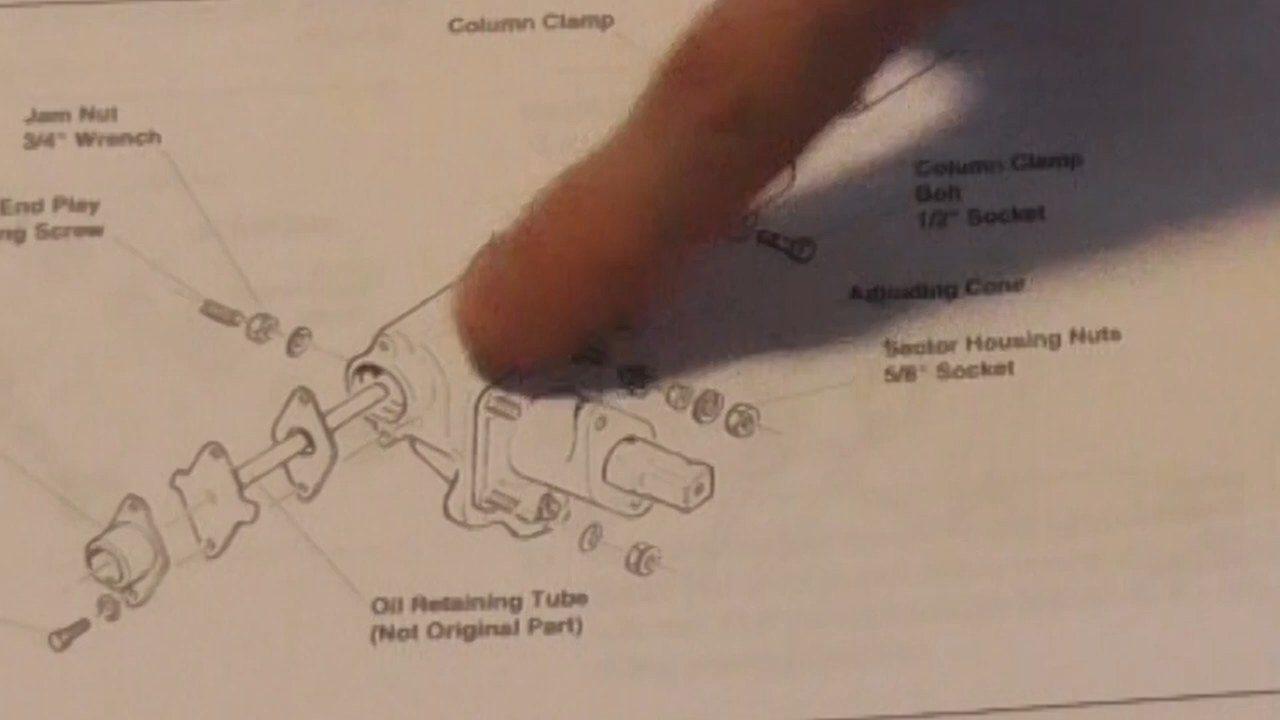 Column Clamp
Jam Nut
3/4" Wrench
End Play
ng Screw
Column Clamp
Bolt
1/2" Socket
Adjusting Cone
Sector Housing Nuts
5/8" Socket
Oil Retaining Tube
(Not Original Part)